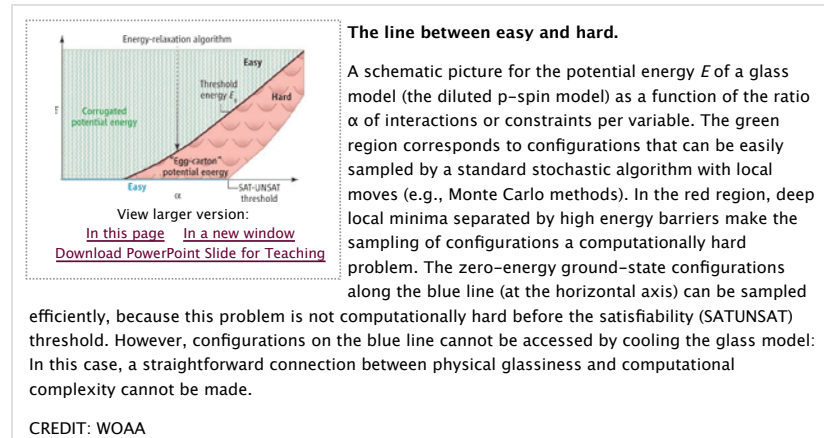 Energy-relaxation algorithm
Easy
Threshold
energy E
Hard
Corrugated
potential energy
"Egg-carton"
potential energy
Easy
α
SAT-UNSAT
threshold
View larger version:
In this page In a new window
Download PowerPoint Slide for Teaching
The line between easy and hard.
A schematic picture for the potential energy E of a glass
model (the diluted p-spin model) as a function of the ratio
α of interactions or constraints per variable. The green
region corresponds to configurations that can be easily
sampled by a standard stochastic algorithm with local
moves (e.g., Monte Carlo methods). In the red region, deep
local minima separated by high energy barriers make the
sampling of configurations a computationally hard
problem. The zero-energy ground-state configurations
along the blue line (at the horizontal axis) can be sampled
efficiently, because this problem is not computationally hard before the satisfiability (SATUNSAT)
threshold. However, configurations on the blue line cannot be accessed by cooling the glass model:
In this case, a straightforward connection between physical glassiness and computational
complexity cannot be made.
CREDIT: WOAA